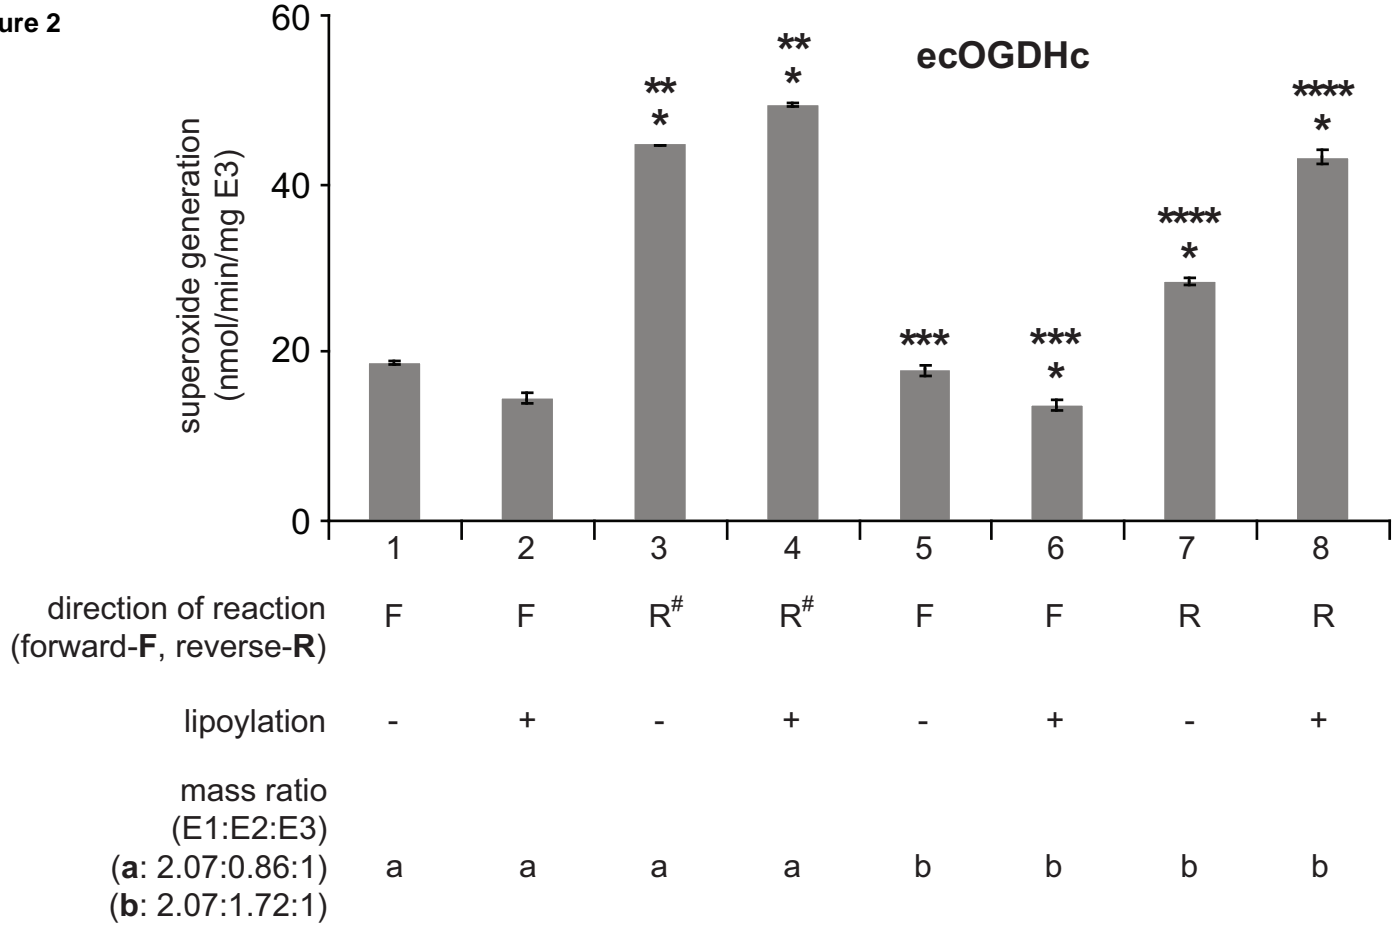 ure 2
ecOGDHc
superoxide generation
(nmol/min/mg E3)
60
40
20
0
**
*
**
*
***
***
*
****
*
****
*
1 2 3 4 5 6 7 8
direction of reaction
(forward-F, reverse-R)
F F R# R# F F R R
lipoylation - + - + - + - +
mass ratio
(E1:E2:E3)
(a: 2.07:0.86:1) a a a a b b b b
(b: 2.07:1.72:1)